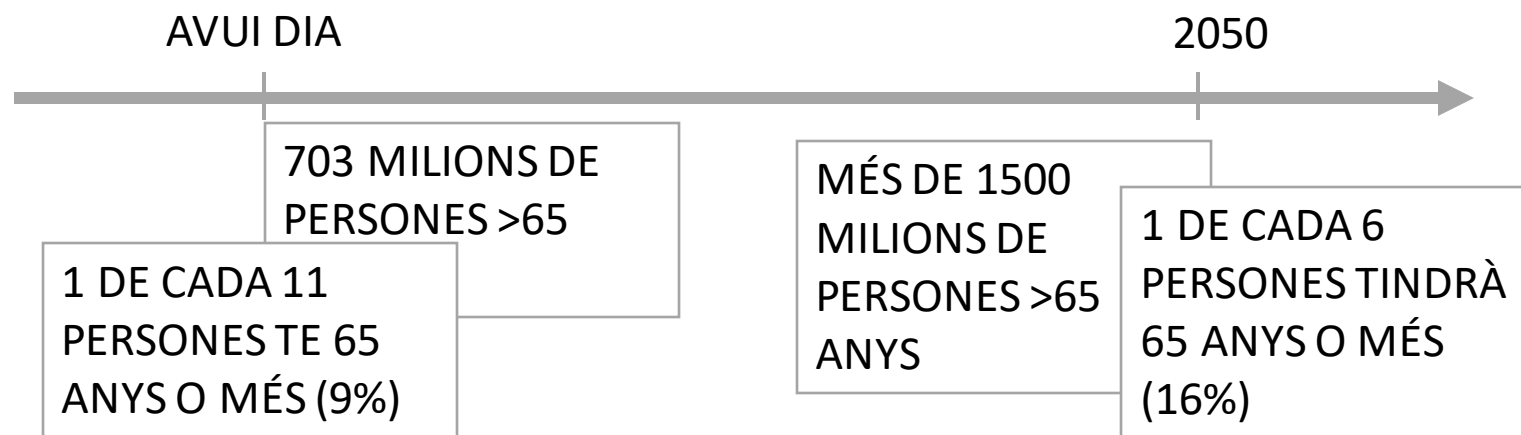 AVUI DIA
2050
703 MILIONS DE
PERSONES >65
1 DE CADA 11
PERSONES TE 65
ANYS O MÉS (9%)
MÉS DE 1500
MILIONS DE
PERSONES >65
ANYS
1 DE CADA 6
PERSONES TINDRÀ
65 ANYS O MÉS
(16%)